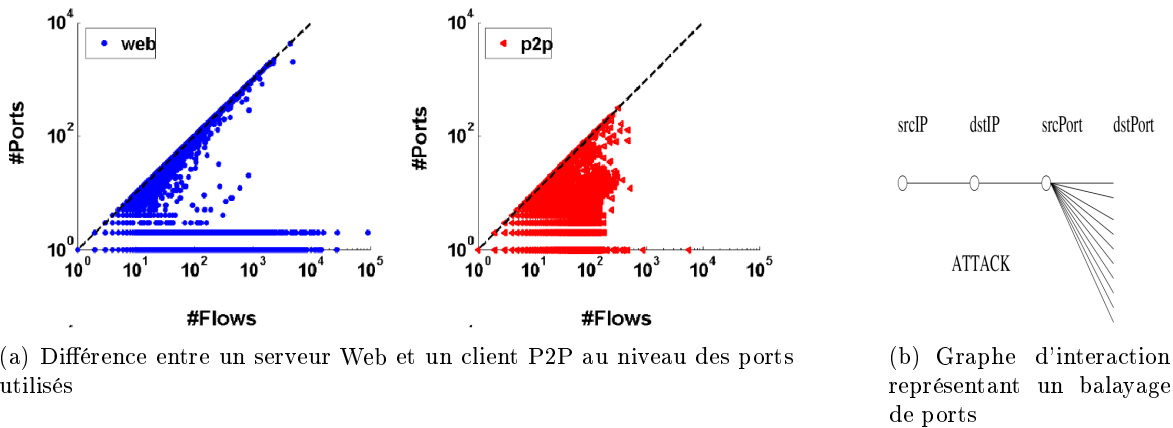 10^4
web
#Ports
10^2
10^0
10^0 10^1 10^2 10^3 10^4 10^5
#Flows
10^4
p2p
#Ports
10^2
10^0
10^0 10^1 10^2 10^3 10^4 10^5
#Flows
srcIP dstIP srcPort dstPort
ATTACK
(a) Différence entre un serveur Web et un client P2P au niveau des ports
utilisés
(b) Graphe d'interaction
représentant un balayage
de ports